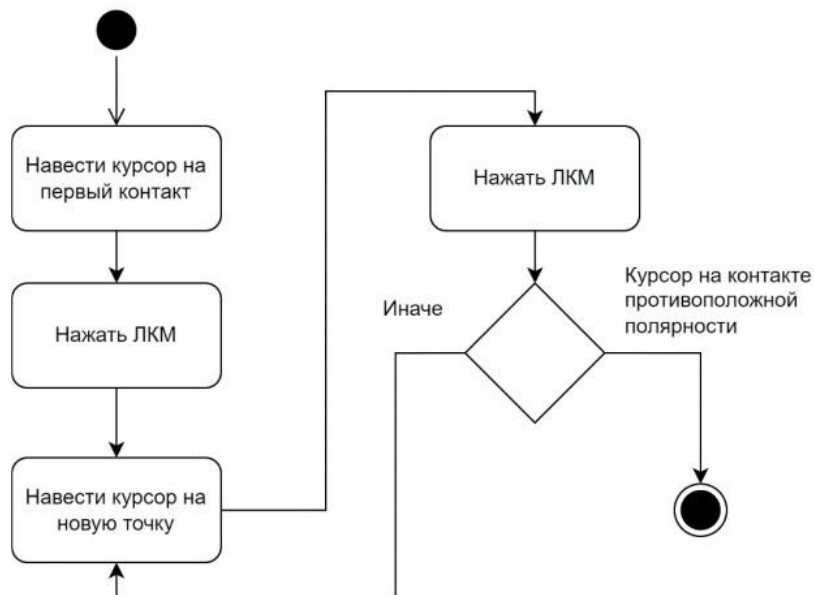 Навести курсор на
первый контакт
Нажать ЛКМ
Навести курсор на
новую точку
Нажать ЛКМ
Иначе
Курсор на контакте
противоположной
полярности